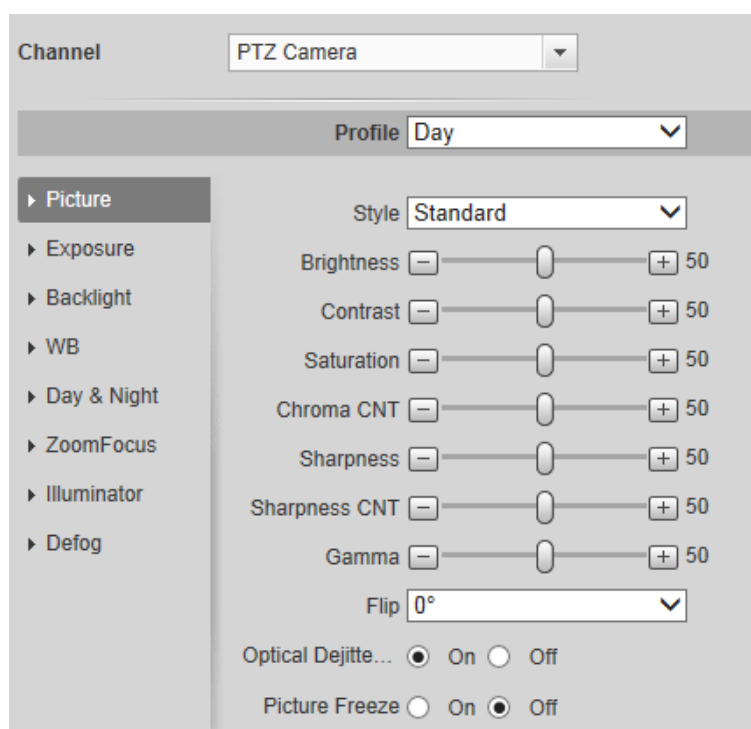 Channel PTZ Camera
Profile Day
Picture
Exposure
Backlight
WB
Day & Night
ZoomFocus
Illuminator
Defog
Style Standard
Brightness 50
Contrast 50
Saturation 50
Chroma CNT 50
Sharpness 50
Sharpness CNT 50
Gamma 50
Flip 0°
Optical Dejitte... On Off
Picture Freeze On Off